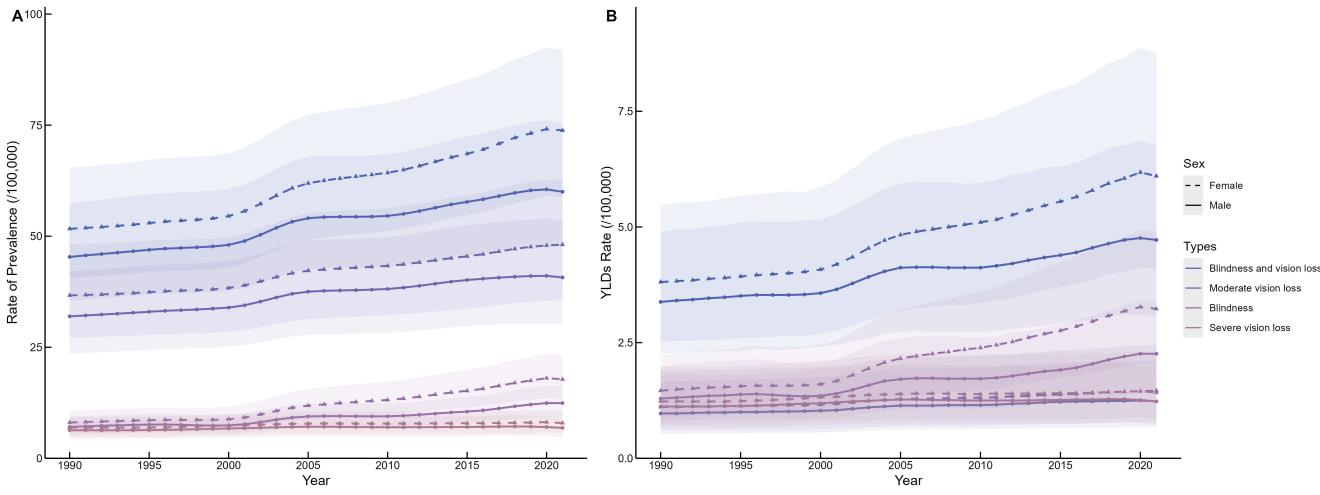 A
100
75
50
25
0
Rate of Prevalence (/100,000)
1990 1995 2000 2005 2010 2015 2020
Year
B
7.5
5.0
2.5
0.0
YLDs Rate (/100,000)
1990 1995 2000 2005 2010 2015 2020
Year
Sex
Female
Male
Types
Blindness and vision loss
Moderate vision loss
Blindness
Severe vision loss